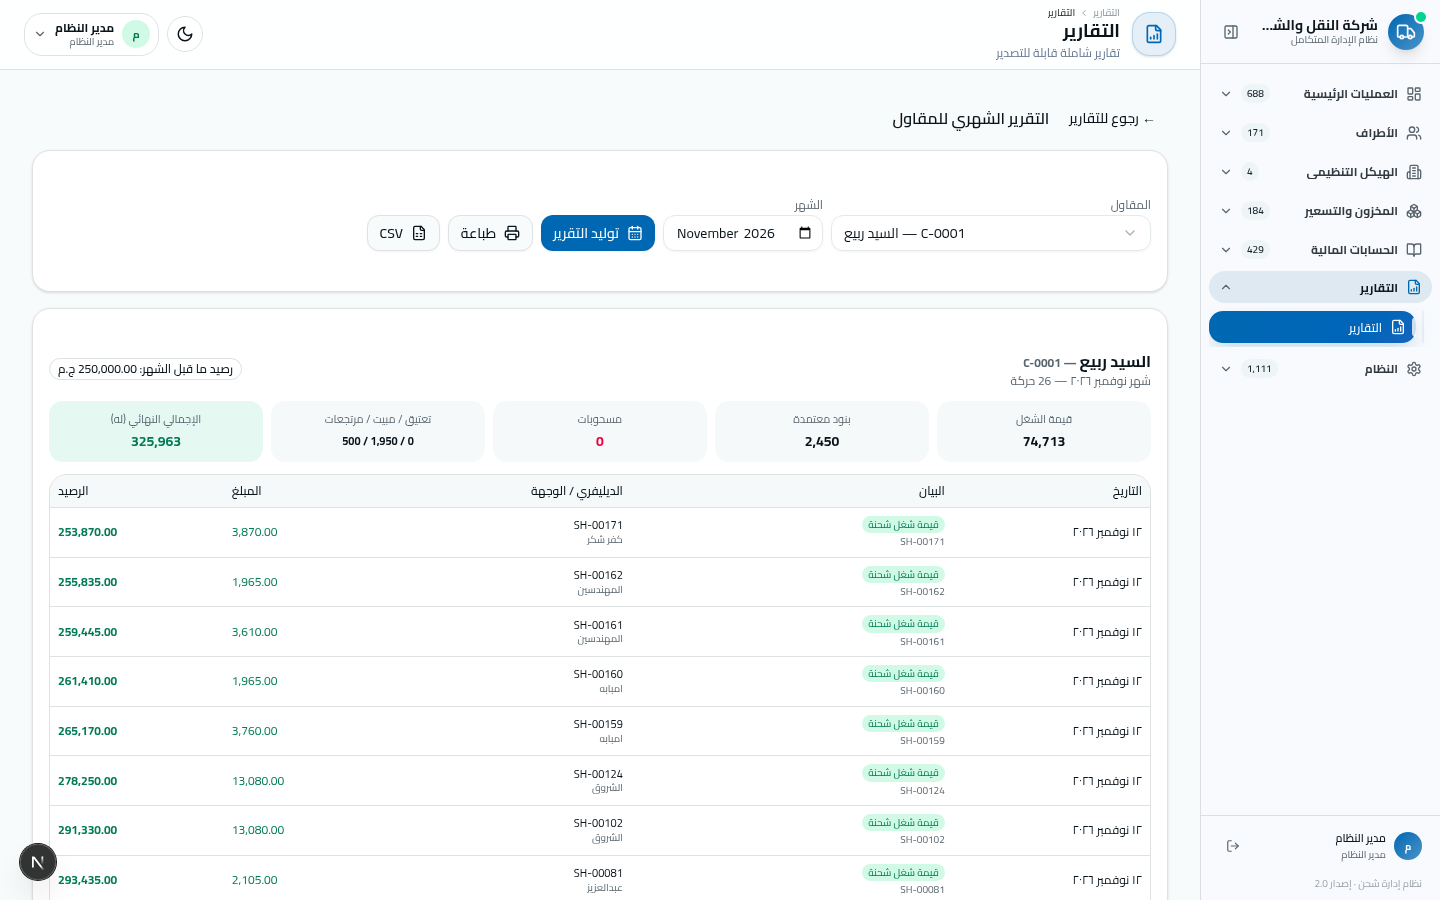 شركة النقل والش...
نظام الإدارة المتكامل
العمليات الرئيسية 688
الأطراف 171
الهيكل التنظيمي 4
المخزون والتسعير 184
الحسابات المالية 429
التقارير
التقارير
النظام 1,111
مدير النظام
مدير النظام
م
نظام إدارة شحن · إصدار 2.0
التقارير › التقارير
التقارير
تقارير شاملة قابلة للتصدير
م
مدير النظام
مدير النظام
← رجوع للتقارير التقرير الشهري للمقاول
المقاول الشهر
C-0001 — السيد ربيع November 2026 توليد التقرير طباعة CSV
السيد ربيع — C-0001
رصيد ما قبل الشهر: 250,000.00 ج.م
شهر نوفمبر ٢٠٢٦ — 26 حركة
قيمة الشغل
74,713
بنود معتمدة
2,450
مسحوبات
0
تعتيق / مبيت / مرتجعات
500 / 1,950 / 0
الإجمالي النهائي (له)
325,963
التاريخ البيان الديليفري / الوجهة المبلغ الرصيد
١٢ نوفمبر ٢٠٢٦ قيمة شغل شحنة SH-00171 3,870.00 253,870.00
SH-00171 كفر شكر
١٢ نوفمبر ٢٠٢٦ قيمة شغل شحنة SH-00162 1,965.00 255,835.00
SH-00162 المهندسين
١٢ نوفمبر ٢٠٢٦ قيمة شغل شحنة SH-00161 3,610.00 259,445.00
SH-00161 المهندسين
١٢ نوفمبر ٢٠٢٦ قيمة شغل شحنة SH-00160 1,965.00 261,410.00
SH-00160 امبابه
١٢ نوفمبر ٢٠٢٦ قيمة شغل شحنة SH-00159 3,760.00 265,170.00
SH-00159 امبابه
١٢ نوفمبر ٢٠٢٦ قيمة شغل شحنة SH-00124 13,080.00 278,250.00
SH-00124 الشروق
١٢ نوفمبر ٢٠٢٦ قيمة شغل شحنة SH-00102 13,080.00 291,330.00
SH-00102 الشروق
١٢ نوفمبر ٢٠٢٦ قيمة شغل شحنة SH-00081 2,105.00 293,435.00
SH-00081 عبدالعزيز
N